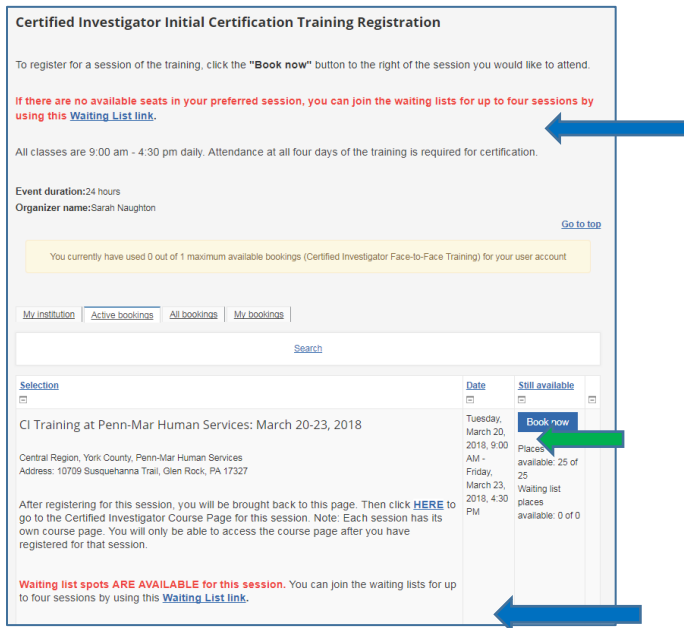 Certified Investigator Initial Certification Training Registration
To register for a session of the training, click the "Book now" button to the right of the session you would like to attend.
If there are no available seats in your preferred session, you can join the waiting lists for up to four sessions by
using this Waiting List link.
All classes are 9:00 am - 4:30 pm daily. Attendance at all four days of the training is required for certification.
Event duration:24 hours
Organizer name:Sarah Naughton
Go to top
You currently have used 0 out of 1 maximum available bookings (Certified Investigator Face-to-Face Training) for your user account
My institution Active bookings All bookings My bookings
Search
Selection Date Still available
CI Training at Penn-Mar Human Services: March 20-23, 2018
Central Region, York County, Penn-Mar Human Services
Address: 10709 Susquehanna Trail, Glen Rock, PA 17327
After registering for this session, you will be brought back to this page. Then click HERE to
go to the Certified Investigator Course Page for this session. Note: Each session has its
own course page. You will only be able to access the course page after you have
registered for that session.
Waiting list spots ARE AVAILABLE for this session. You can join the waiting lists for up
to four sessions by using this Waiting List link.
Tuesday,
March 20,
2018, 9:00
AM -
Friday,
March 23,
2018, 4:30
PM
Book now
Places
available: 25 of
25
Waiting list
places
available: 0 of 0